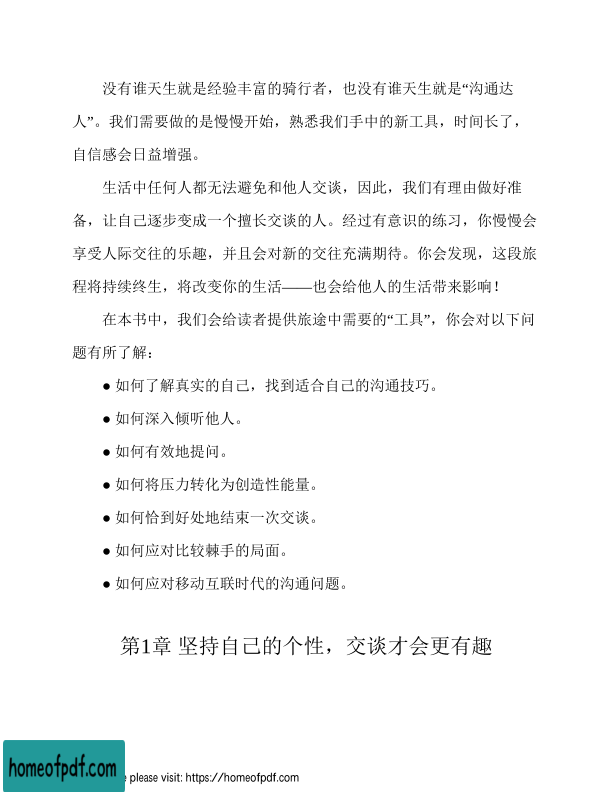 没有谁天生就是经验丰富的骑行者，也没有谁天生就是“沟通达
人”。我们需要做的是慢慢开始，熟悉我们手中的新工具，时间长了，
自信感会日益增强。
生活中任何人都无法避免和他人交谈，因此，我们有理由做好准
备，让自己逐步变成一个擅长交谈的人。经过有意识的练习，你慢慢会
享受人际交往的乐趣，并且会对新的交往充满期待。你会发现，这段旅
程将持续终生，将改变你的生活——也会给他人的生活带来影响！
在本书中，我们会给读者提供旅途中需要的“工具”，你会对以下问
题有所了解：
● 如何了解真实的自己，找到适合自己的沟通技巧。
● 如何深入倾听他人。
● 如何有效地提问。
● 如何将压力转化为创造性能量。
● 如何恰到好处地结束一次交谈。
● 如何应对比较棘手的局面。
● 如何应对移动互联时代的沟通问题。
第1章 坚持自己的个性，交谈才会更有趣
homeofpdf.com
please visit: https://homeofpdf.com